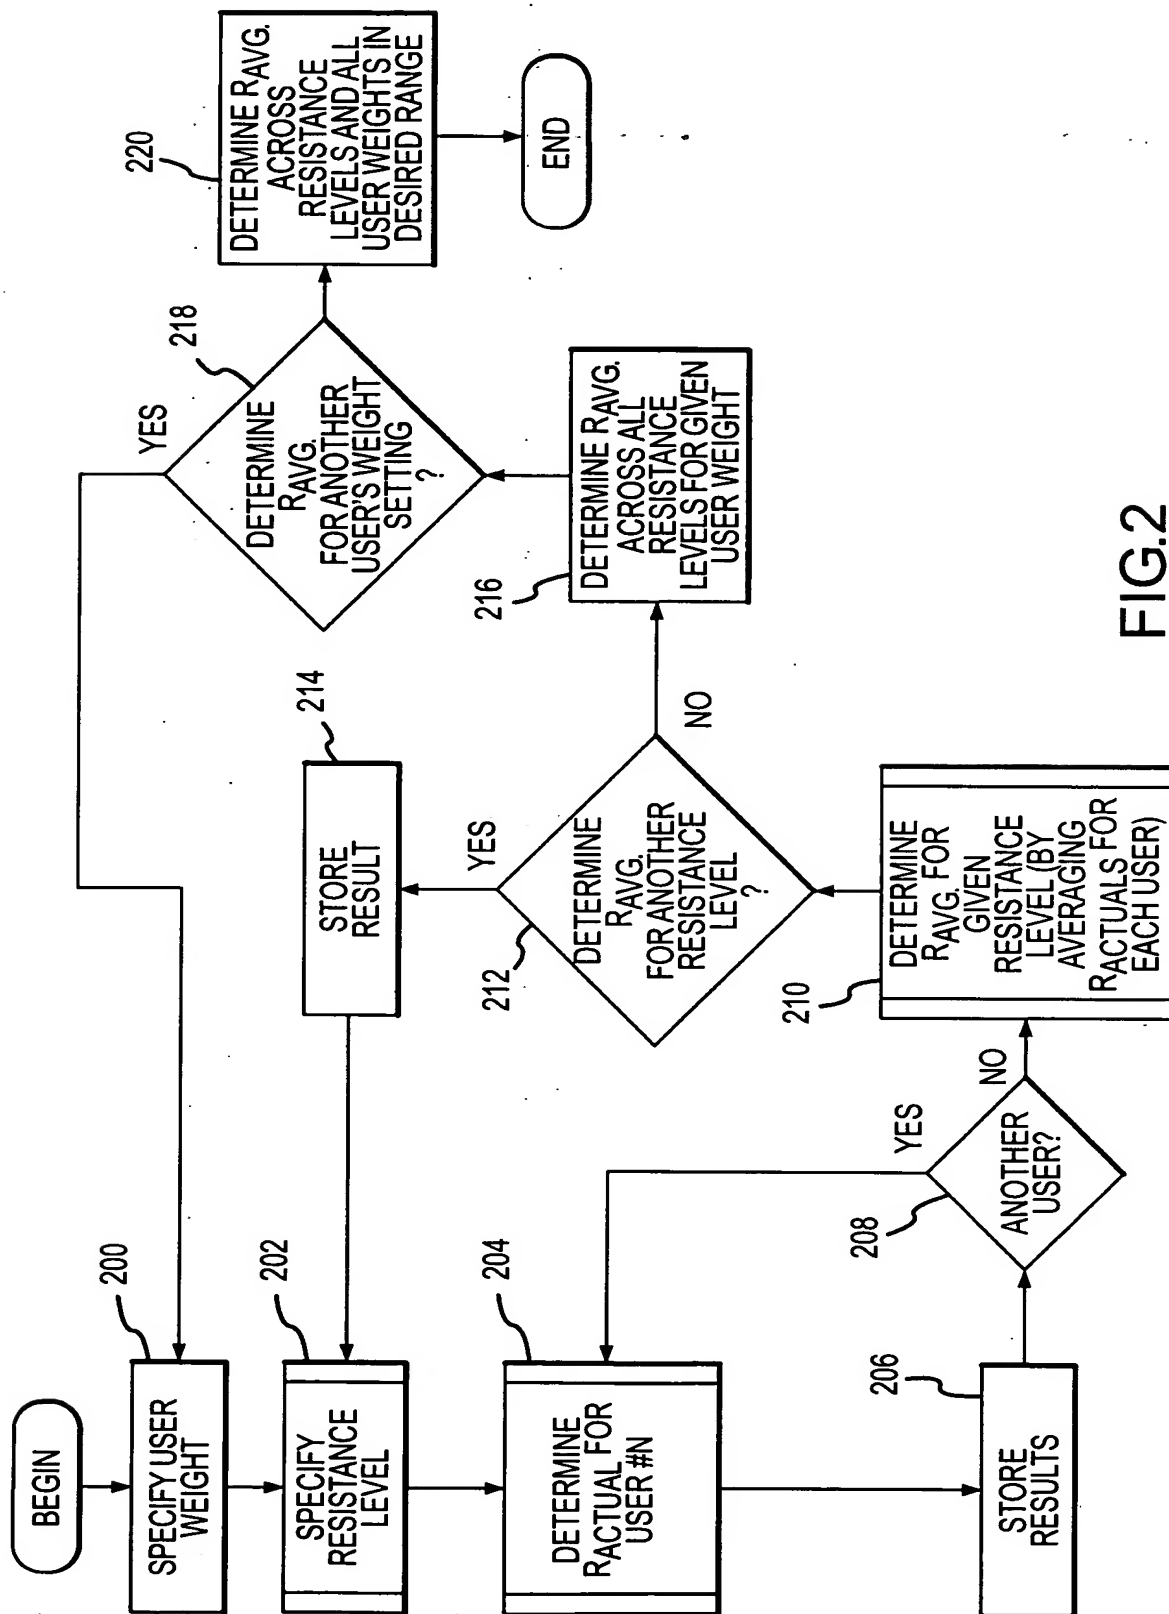 BEGIN
200
SPECIFY USER
WEIGHT
202
SPECIFY
RESISTANCE
LEVEL
204
DETERMINE
RACTUAL FOR
USER #N
206
STORE
RESULTS
208
ANOTHER
USER?
YES
NO
210
DETERMINE
RAVG. FOR
GIVEN
RESISTANCE
LEVEL (BY
AVERAGING
RACTUALS FOR
EACH USER)
212
DETERMINE
RAVG.
FOR ANOTHER
RESISTANCE
LEVEL
?
YES
NO
214
STORE
RESULT
216
DETERMINE RAVG.
ACROSS ALL
RESISTANCE
LEVELS FOR GIVEN
USER WEIGHT
218
DETERMINE
RAVG.
FOR ANOTHER
USER'S WEIGHT
SETTING
?
YES
220
DETERMINE RAVG.
ACROSS
RESISTANCE
LEVELS AND ALL
USER WEIGHTS IN
DESIRED RANGE
END
FIG.2